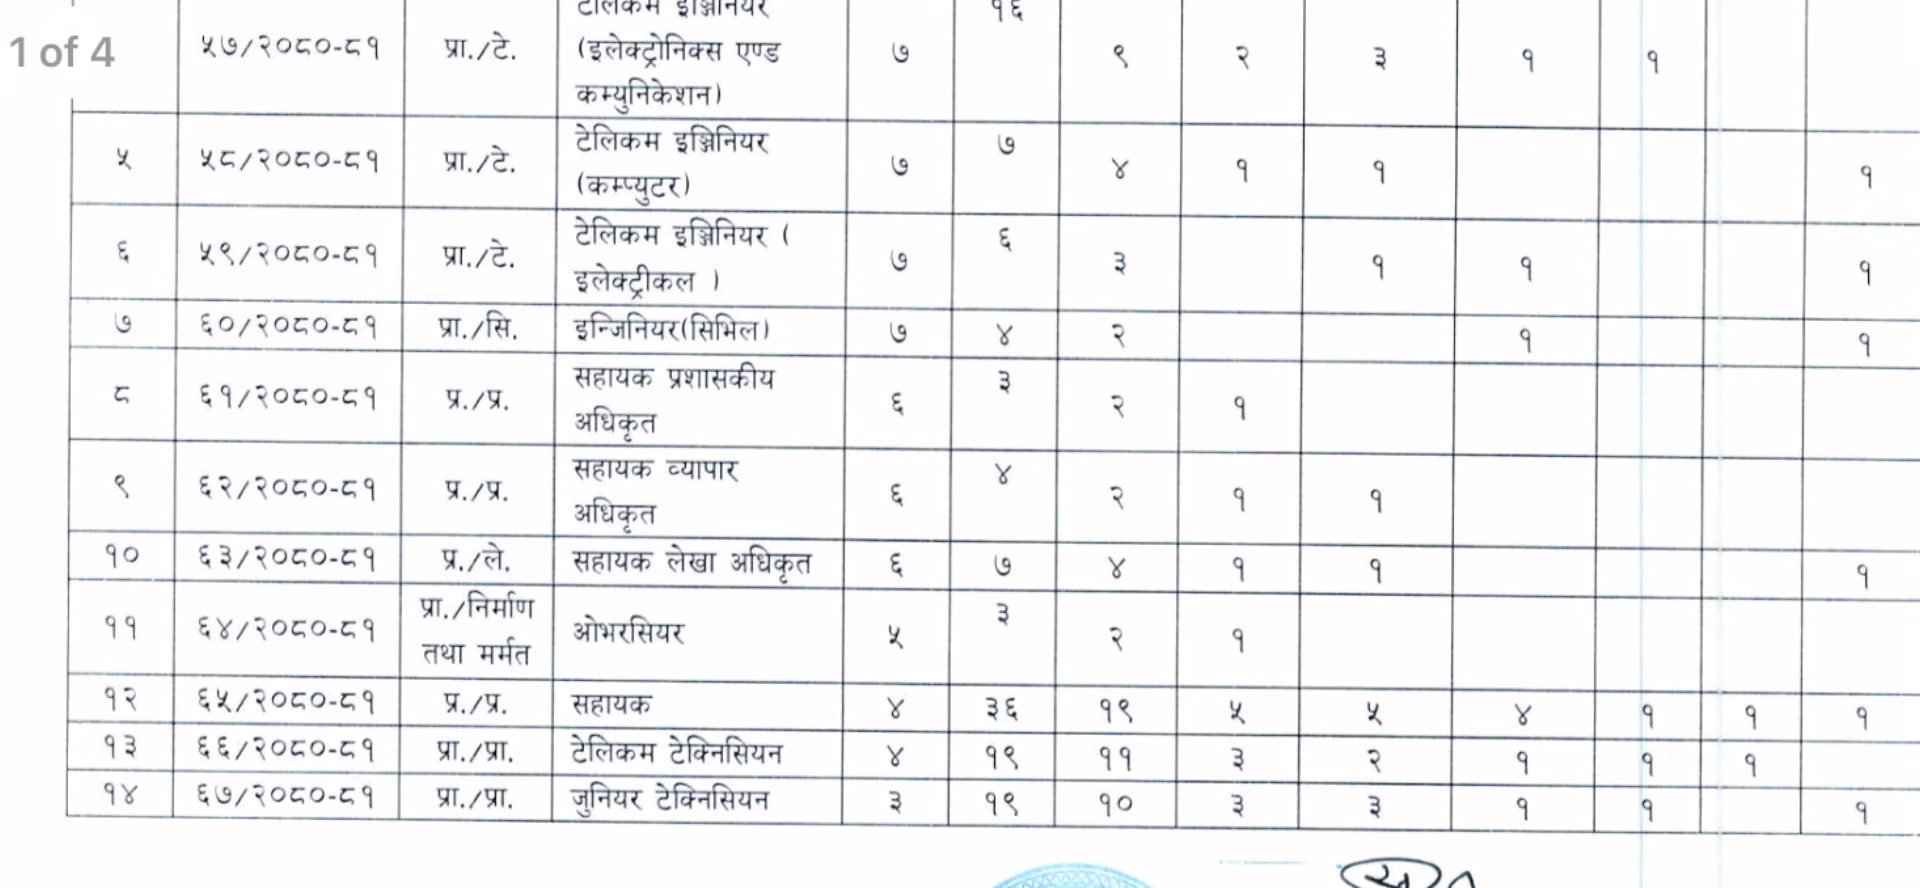 1 of 4
टेलिकम इञ्जिनियर १६
५७/२०८०-८१ प्रा./टे. (इलेक्ट्रोनिक्स एण्ड ७ ९ २ ३ १ १
कम्युनिकेशन)
टेलिकम इञ्जिनियर ७
५ ५८/२०८०-८१ प्रा./टे. ७ ४ १ १ १
(कम्प्युटर)
टेलिकम इञ्जिनियर ( ६
६ ५९/२०८०-८१ प्रा./टे. ७ ३ १ १ १
इलेक्ट्रीकल )
७ ६०/२०८०-८१ प्रा./सि. इन्जिनियर(सिभिल) ७ ४ २ १ १
सहायक प्रशासकीय ३
८ ६१/२०८०-८१ प्र./प्र. ६ २ १
अधिकृत
सहायक व्यापार ४
९ ६२/२०८०-८१ प्र./प्र. ६ २ १ १
अधिकृत
१० ६३/२०८०-८१ प्र./ले. सहायक लेखा अधिकृत ६ ७ ४ १ १ १
प्रा./निर्माण ३
११ ६४/२०८०-८१ ओभरसियर ५ २ १
तथा मर्मत
१२ ६५/२०८०-८१ प्र./प्र. सहायक ४ ३६ १९ ५ ५ ४ १ १ १
१३ ६६/२०८०-८१ प्रा./प्रा. टेलिकम टेक्निसियन ४ १९ ११ ३ २ १ १ १
१४ ६७/२०८०-८१ प्रा./प्रा. जुनियर टेक्निसियन ३ १९ १० ३ ३ १ १ १